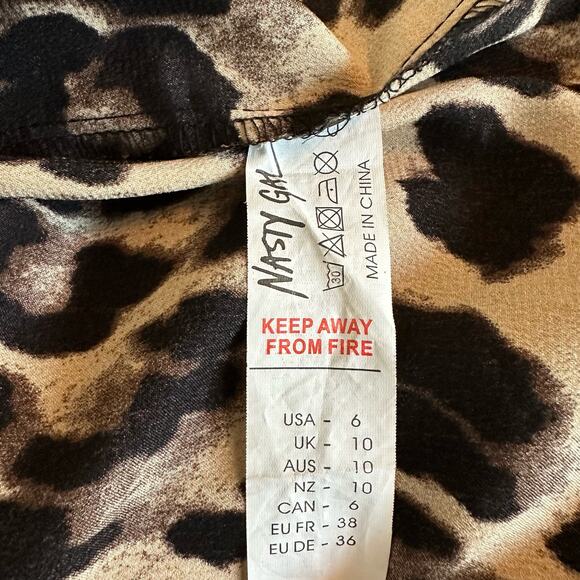 NASTY GAL
30
MADE IN CHINA
KEEP AWAY
FROM FIRE
USA - 6
UK - 10
AUS - 10
NZ - 10
CAN - 6
EU FR - 38
EU DE - 36